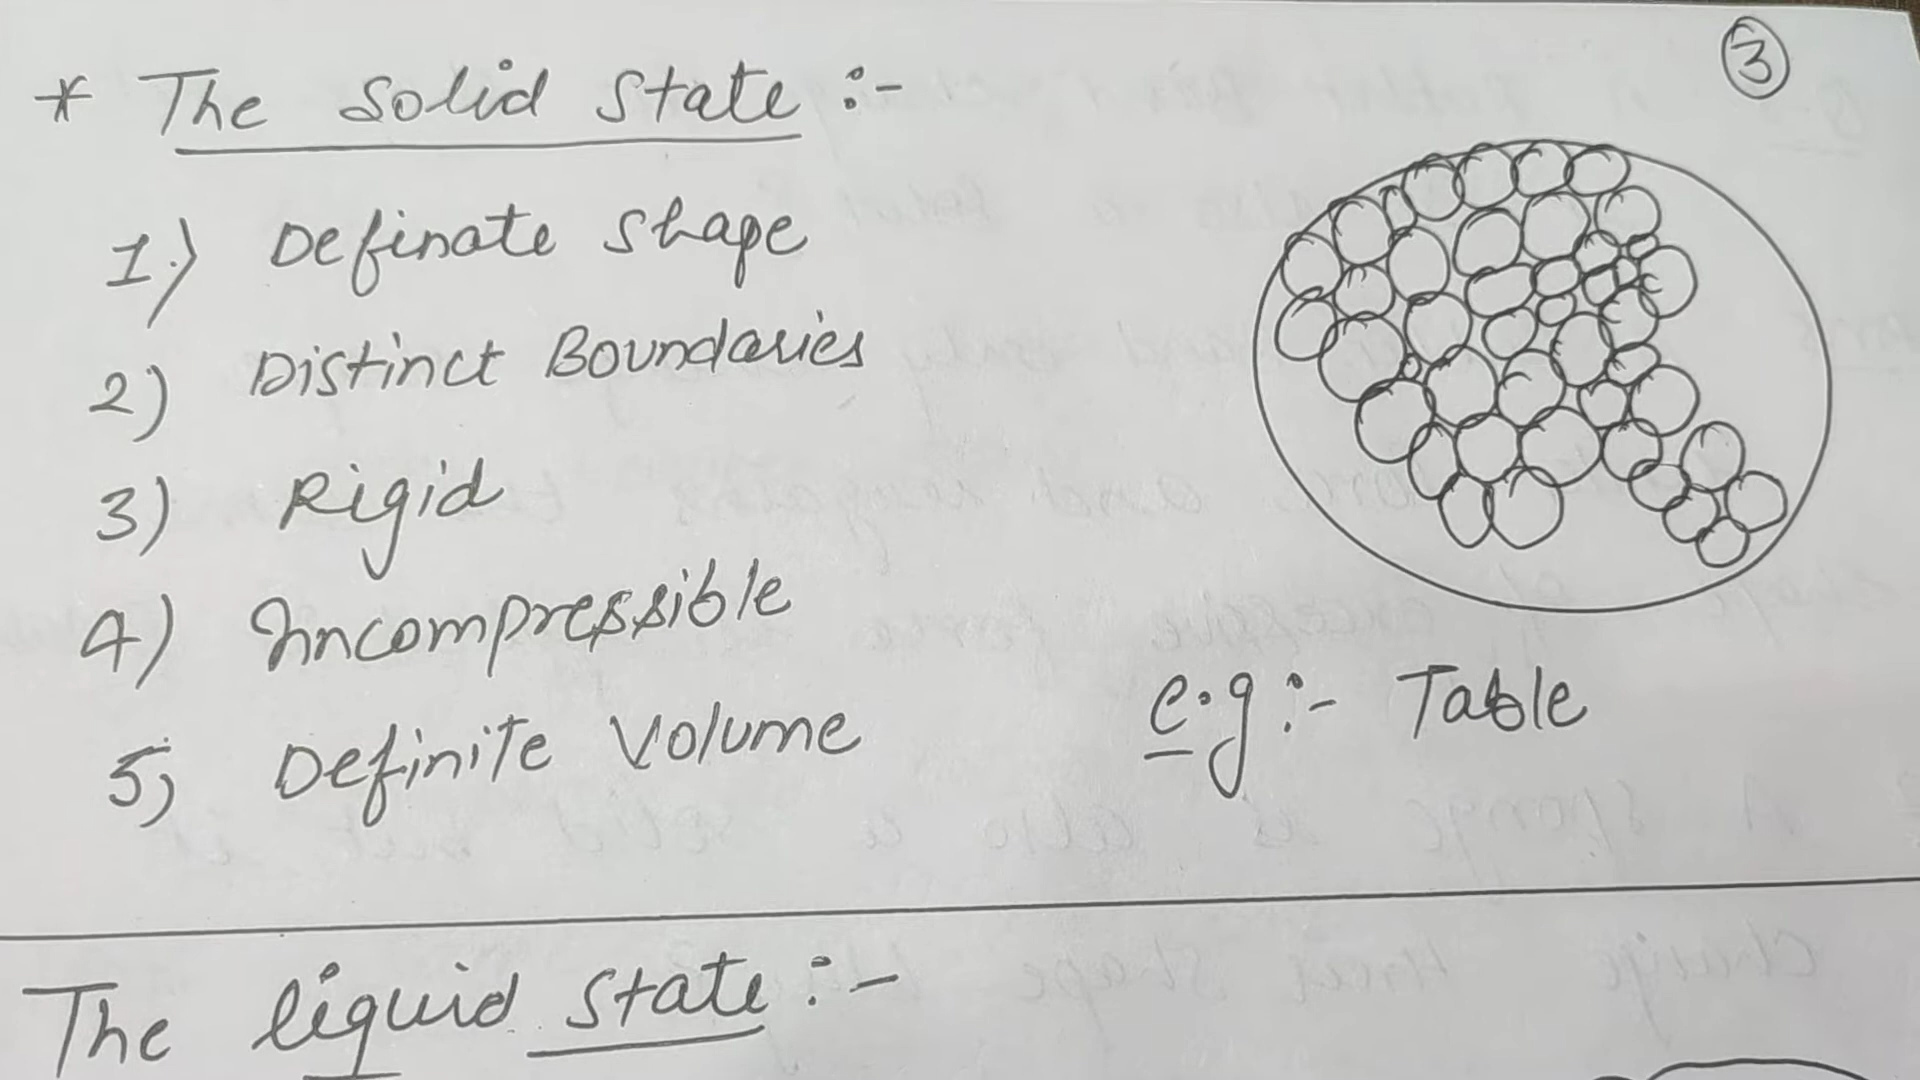 3
* The solid state :-
1.) Definate shape
2) Distinct Boundaries
3) Rigid
4) Incompressible
5) Definite Volume
e.g :- Table
The liquid state :-